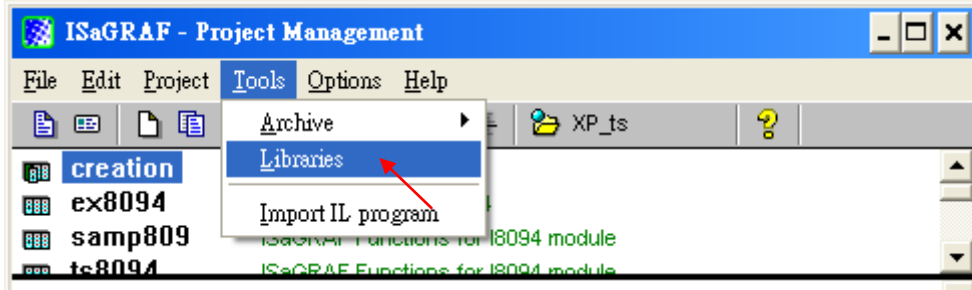 ISaGRAF - Project Management
File Edit Project Tools Options Help
XP_ts
Archive
Libraries
Import IL program
creation
ex8094
samp809
ISaGRAF Functions for I8094 module
ts8094
ISaGRAF Functions for I8094 module